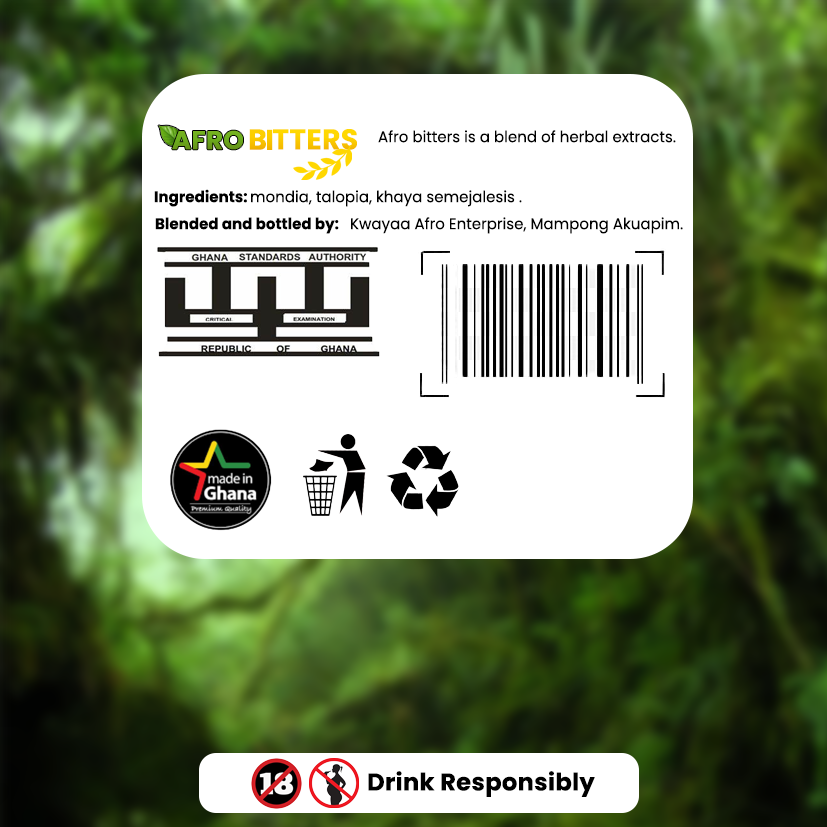 AFRO BITTERS
Afro bitters is a blend of herbal extracts.
Ingredients: mondia, talopia, khaya semejalesis .
Blended and bottled by: Kwayaa Afro Enterprise, Mampong Akuapim.
GHANA STANDARDS AUTHORITY
CRITICAL EXAMINATION
REPUBLIC OF GHANA
made in
Ghana
Premium Quality
18 Drink Responsibly